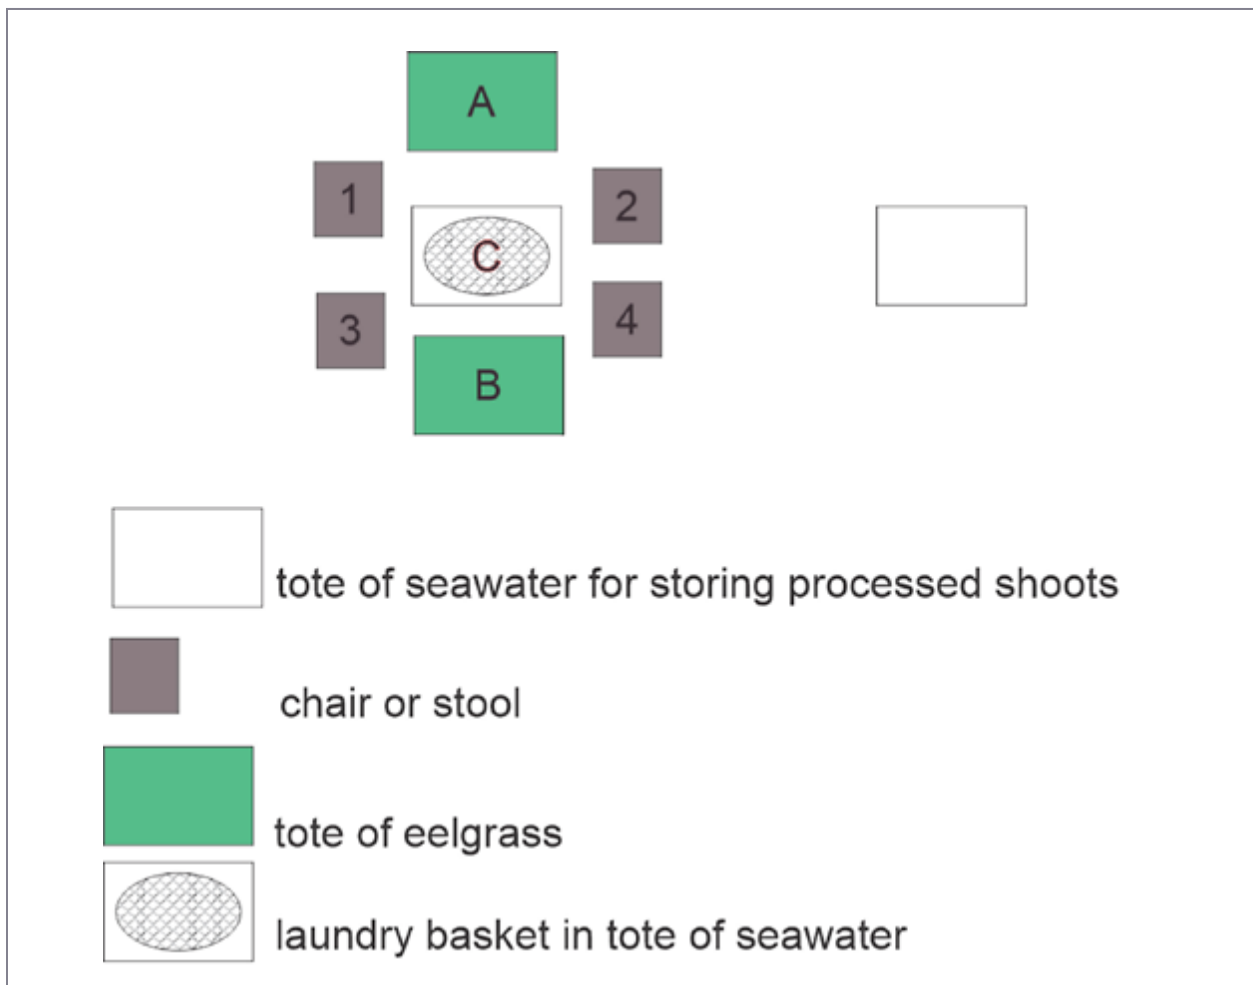 A
1
2
C
3
4
B
tote of seawater for storing processed shoots
chair or stool
tote of eelgrass
laundry basket in tote of seawater